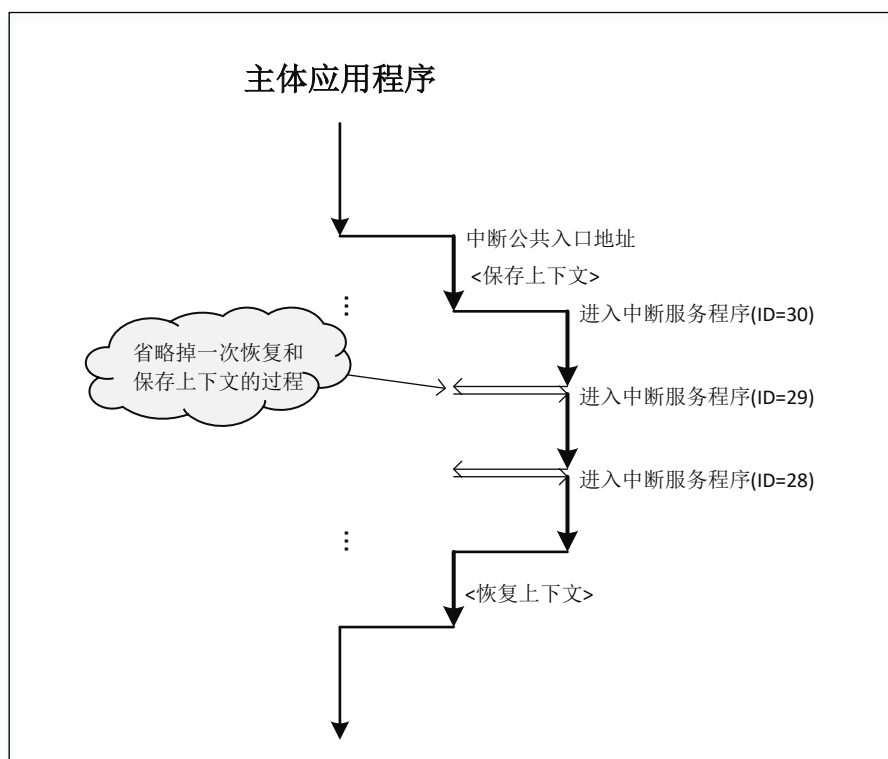 主体应用程序
中断公共入口地址
<保存上下文>
进入中断服务程序(ID=30)
省略掉一次恢复和
保存上下文的过程
进入中断服务程序(ID=29)
进入中断服务程序(ID=28)
<恢复上下文>